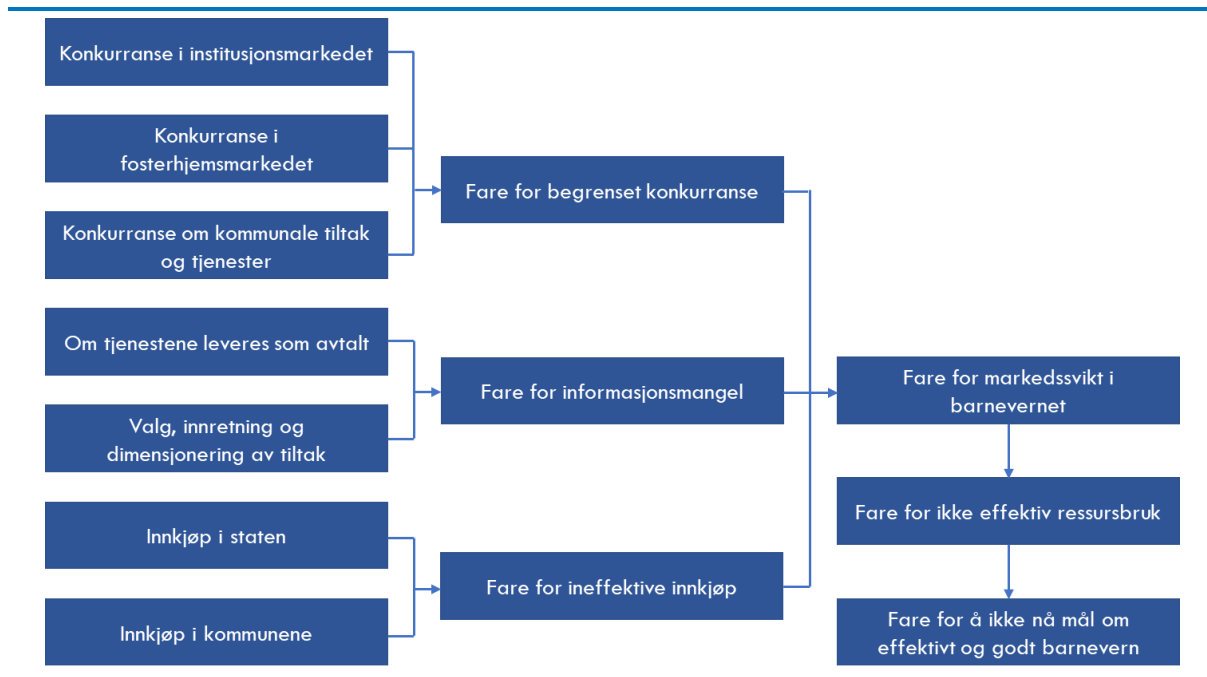 Konkurranse i institusjonsmarkedet
Konkurranse i
fosterhjemsmarkedet
Konkurranse om kommunale tiltak
og tjenester
Om tjenestene leveres som avtalt
Valg, innretning og
dimensjonering av tiltak
Innkjøp i staten
Innkjøp i kommunene
Fare for begrenset konkurranse
Fare for informasjonsmangel
Fare for ineffektive innkjøp
Fare for markedssvikt i
barnevernet
Fare for ikke effektiv ressursbruk
Fare for å ikke nå mål om
effektivt og godt barnevern